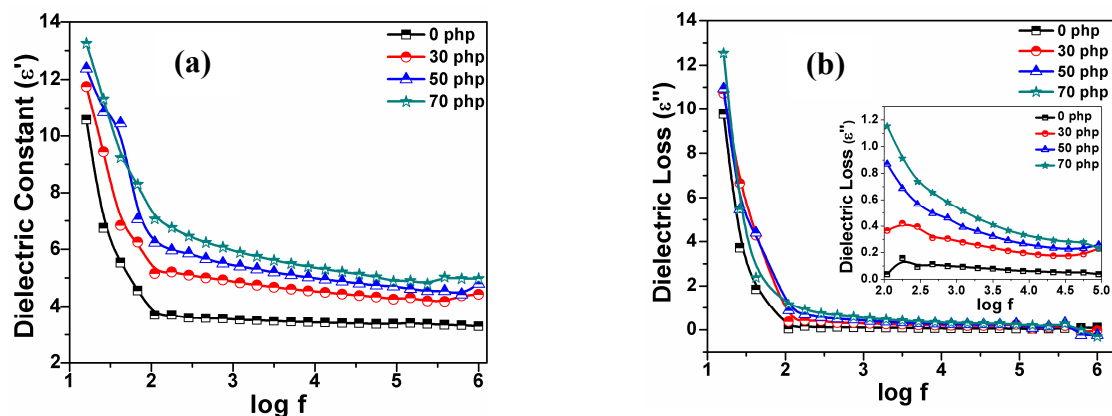 14
12
10
8
6
4
2
Dielectric Constant (ε')
(a)
0 php
30 php
50 php
70 php
1 2 3 4 5 6
log f
14
12
10
8
6
4
2
0
Dielectric Loss (ε")
(b)
0 php
30 php
50 php
70 php
1.2
1.0
0.8
0.6
0.4
0.2
0.0
Dielectric Loss (ε")
0 php
30 php
50 php
70 php
2.0 2.5 3.0 3.5 4.0 4.5 5.0
log f
1 2 3 4 5 6
log f